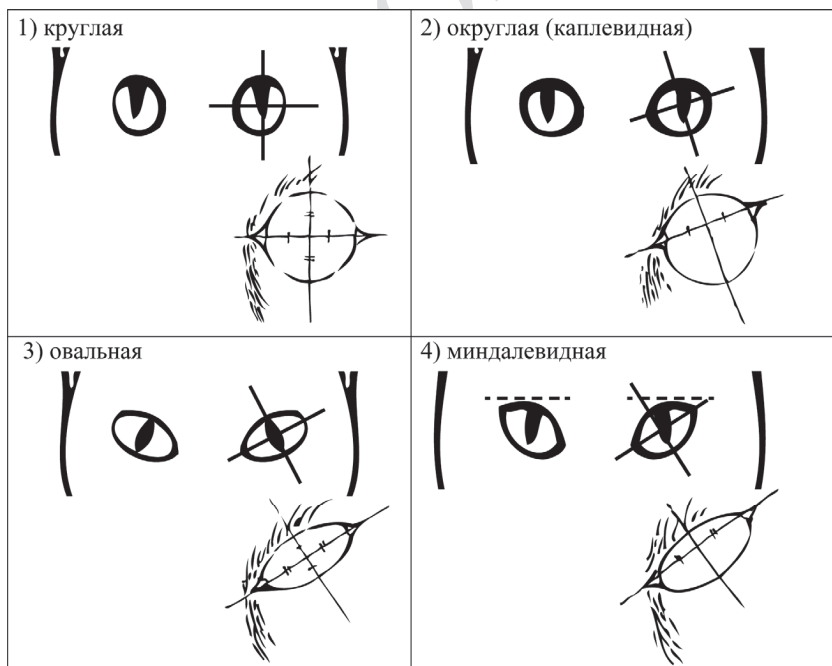 1) круглая
2) округлая (каплевидная)
3) овальная
4) миндалевидная